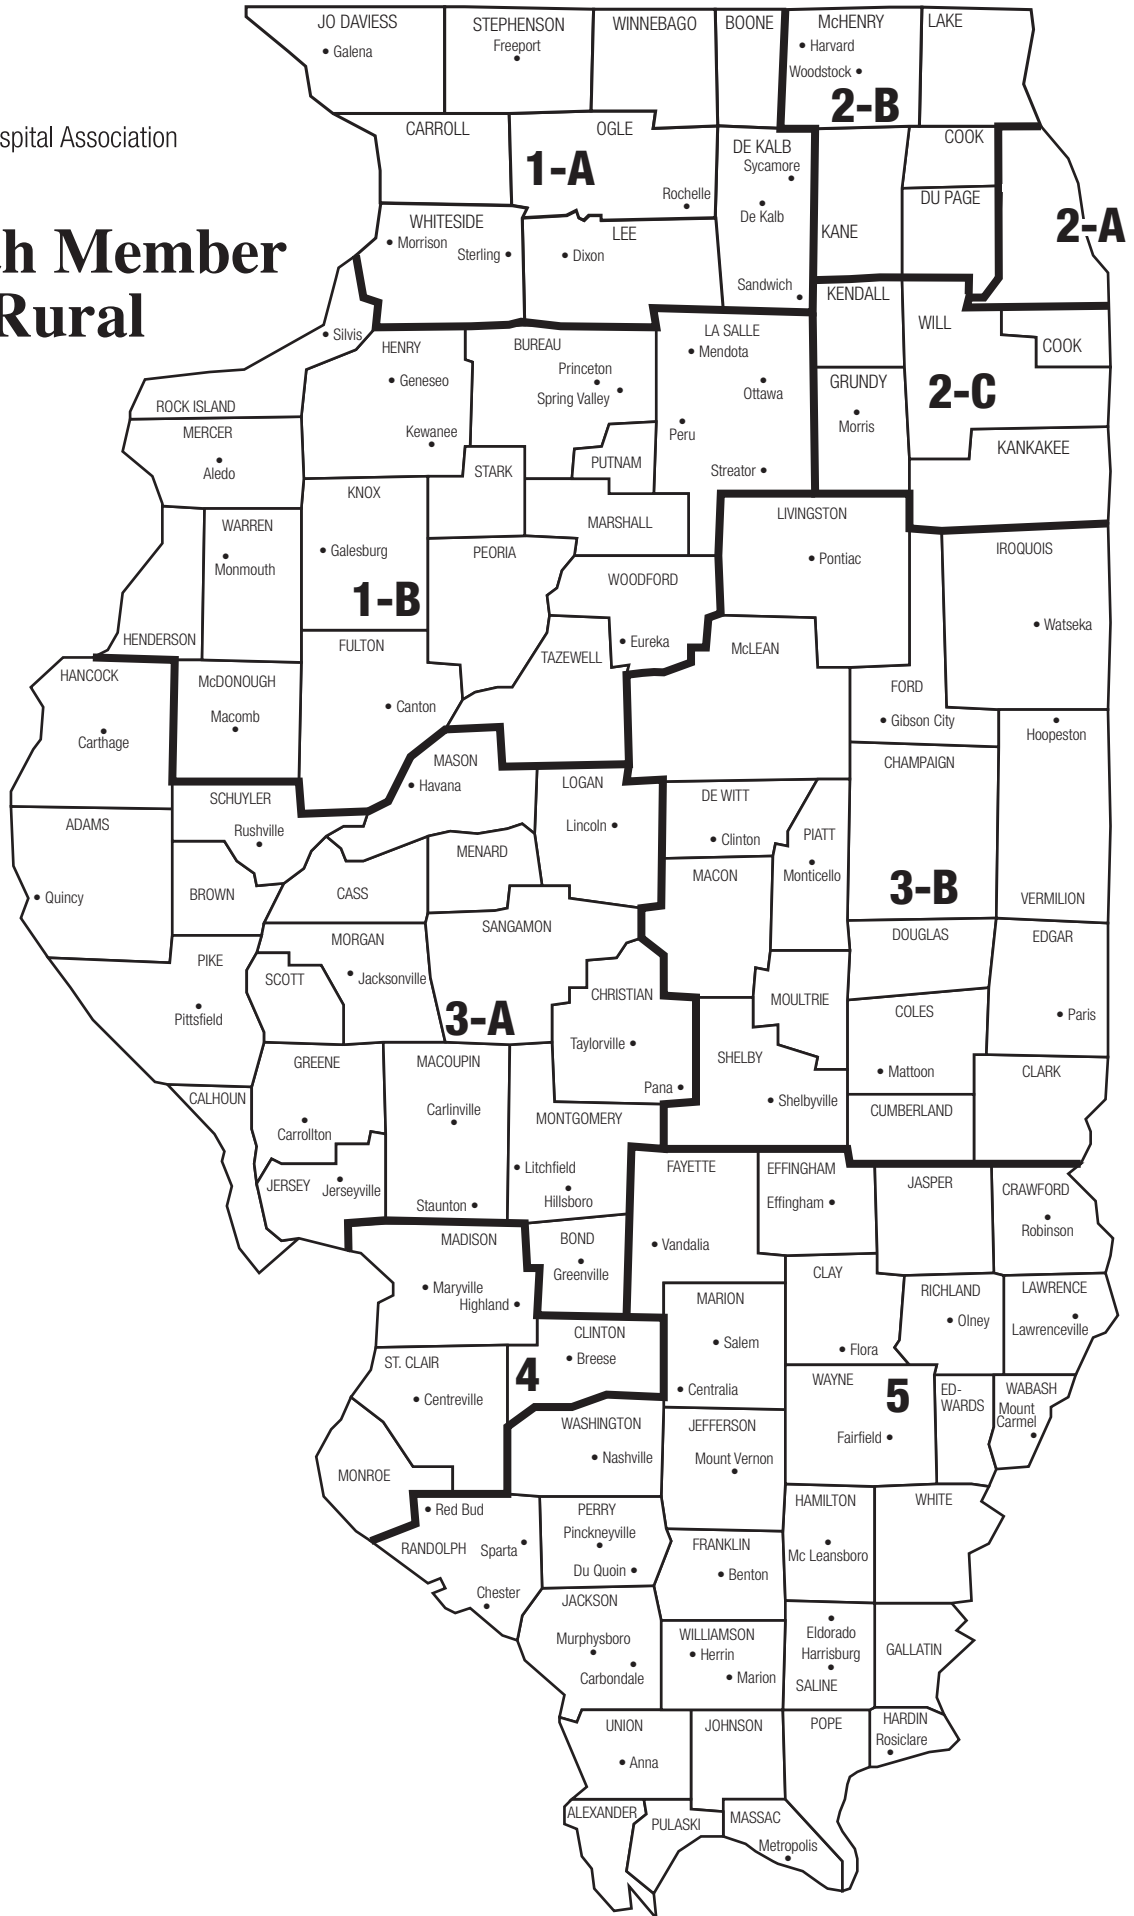 JO DAVIESS
Galena
STEPHENSON
Freeport
WINNEBAGO
BOONE
McHENRY
Harvard
Woodstock
2-B
LAKE
spital Association
CARROLL
OGLE
1-A
Rochelle
DE KALB
Sycamore
De Kalb
Sandwich
COOK
DU PAGE
KANE
2-A
h Member
Rural
WHITESIDE
Morrison
Sterling
LEE
Dixon
KENDALL
WILL
COOK
2-C
Silvis
HENRY
Geneseo
Kewanee
BUREAU
Princeton
Spring Valley
LA SALLE
Mendota
Ottawa
Peru
Streator
GRUNDY
Morris
KANKAKEE
ROCK ISLAND
MERCER
Aledo
STARK
PUTNAM
KNOX
Galesburg
1-B
MARSHALL
LIVINGSTON
Pontiac
WARREN
Monmouth
PEORIA
WOODFORD
Eureka
IROQUOIS
Watseka
HENDERSON
FULTON
Canton
TAZEWELL
McLEAN
HANCOCK
Carthage
McDONOUGH
Macomb
FORD
Gibson City
Hoopeston
MASON
Havana
CHAMPAIGN
SCHUYLER
Rushville
LOGAN
Lincoln
DE WITT
Clinton
ADAMS
Quincy
PIATT
Monticello
MENARD
MACON
3-B
BROWN
CASS
VERMILION
SANGAMON
MORGAN
Jacksonville
DOUGLAS
EDGAR
Paris
PIKE
Pittsfield
SCOTT
CHRISTIAN
Taylorville
Pana
MOULTRIE
3-A
COLES
Mattoon
GREENE
Carrollton
MACOUPIN
Carlinville
Staunton
SHELBY
Shelbyville
CLARK
CALHOUN
MONTGOMERY
Litchfield
Hillsboro
CUMBERLAND
JERSEY
Jerseyville
FAYETTE
Vandalia
EFFINGHAM
Effingham
JASPER
CRAWFORD
Robinson
MADISON
Maryville
Highland
BOND
Greenville
CLAY
Flora
MARION
Salem
Centralia
RICHLAND
Olney
LAWRENCE
Lawrenceville
CLINTON
Breese
4
ST. CLAIR
Centreville
WAYNE
5
Fairfield
ED-
WARDS
WABASH
Mount
Carmel
WASHINGTON
Nashville
JEFFERSON
Mount Vernon
MONROE
Red Bud
RANDOLPH
Sparta
Chester
PERRY
Pinckneyville
Du Quoin
HAMILTON
Mc Leansboro
WHITE
FRANKLIN
Benton
JACKSON
Murphysboro
Carbondale
WILLIAMSON
Herrin
Marion
Eldorado
Harrisburg
SALINE
GALLATIN
UNION
Anna
JOHNSON
POPE
HARDIN
Rosiclare
ALEXANDER
PULASKI
MASSAC
Metropolis